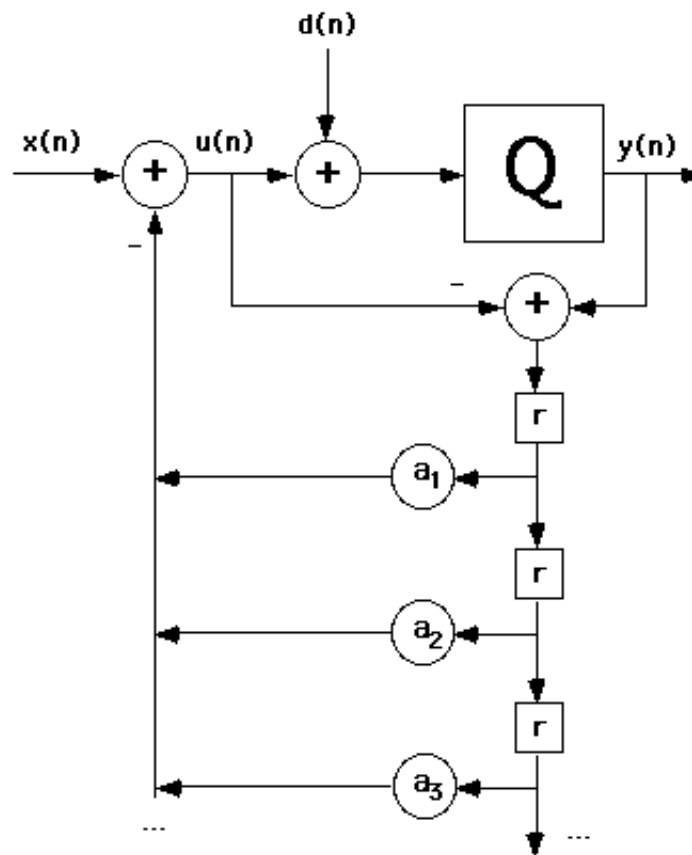 d(n)
x(n)
u(n)
y(n)
+
+
Q
−
−
+
r
a₁
r
a₂
r
a₃
...
...